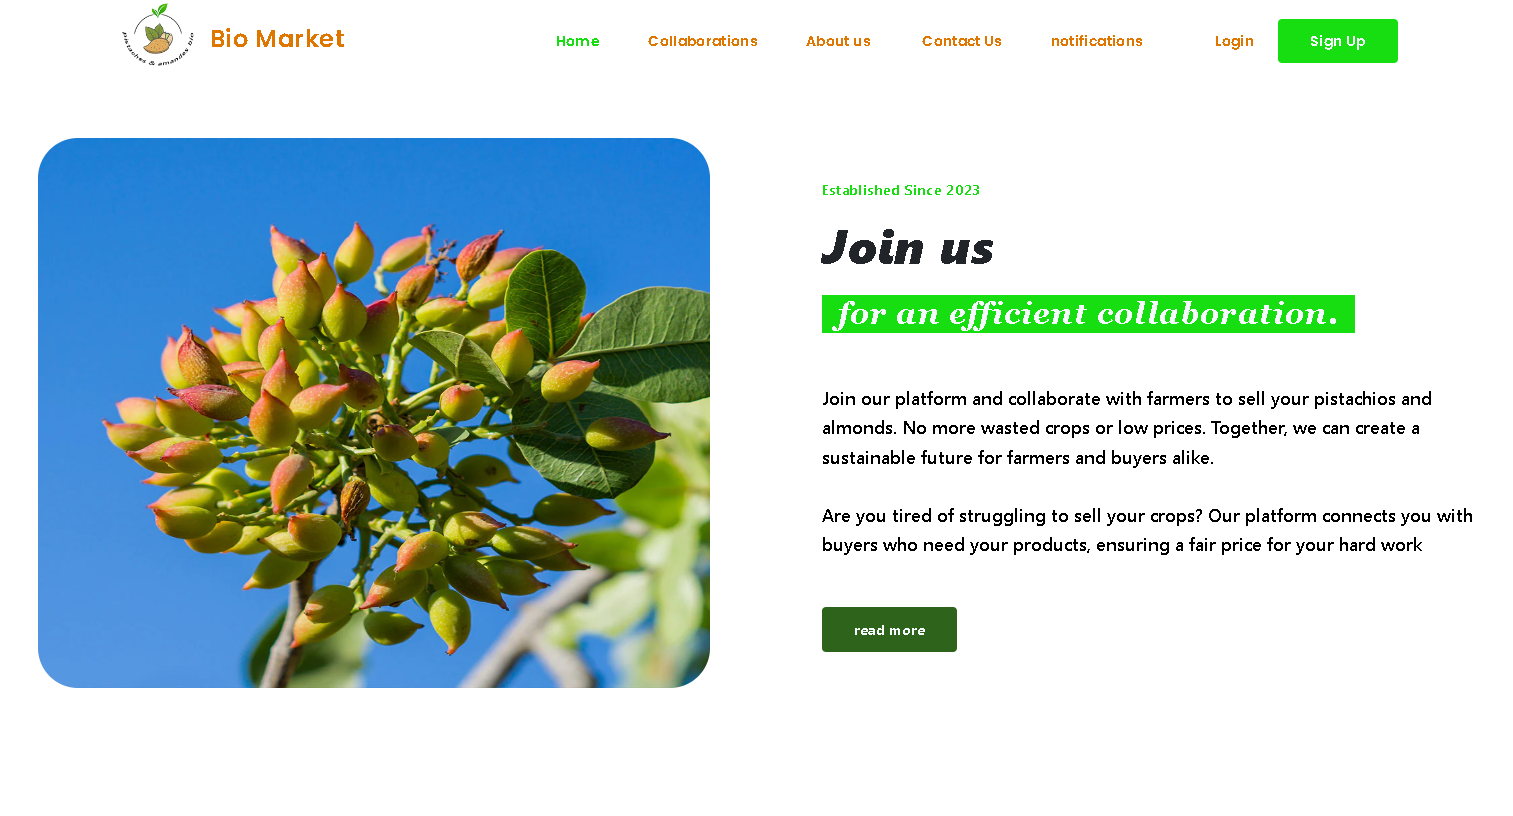 pistaches & amandes bio
Bio Market
Home
Collaborations
About us
Contact Us
notifications
Login
Sign Up
Established Since 2023
Join us
for an efficient collaboration.
Join our platform and collaborate with farmers to sell your pistachios and
almonds. No more wasted crops or low prices. Together, we can create a
sustainable future for farmers and buyers alike.
Are you tired of struggling to sell your crops? Our platform connects you with
buyers who need your products, ensuring a fair price for your hard work
read more